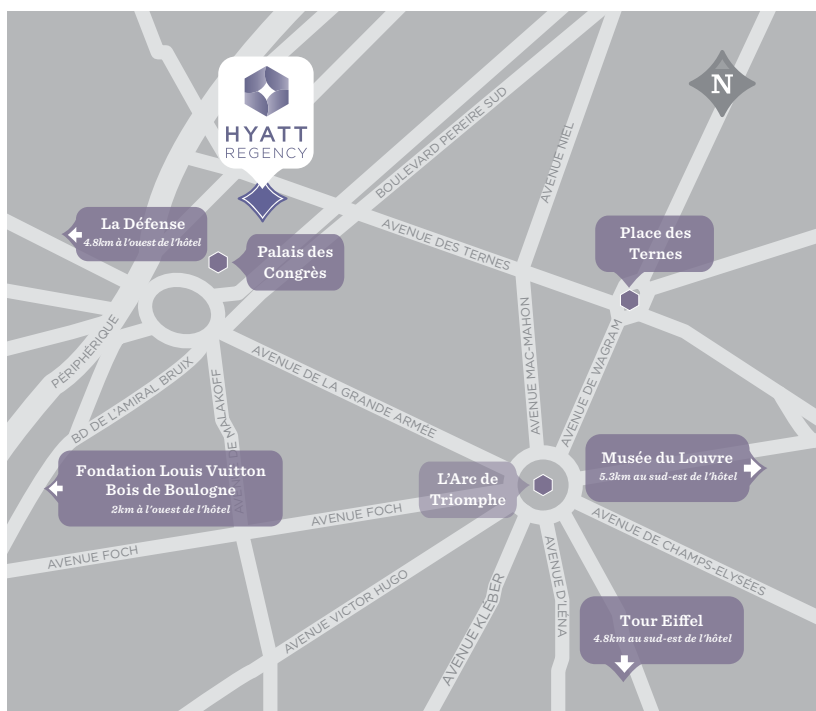 N
HYATT
REGENCY
BOULEVARD PEREIRE SUD
AVENUE NIEL
La Défense
4.8km à l'ouest de l'hôtel
Palais des
Congrès
AVENUE DES TERNES
Place des
Ternes
PÉRIPHÉRIQUE
BD DE L'AMIRAL BRUIX
AVENUE DE MALAKOFF
AVENUE DE LA GRANDE ARMÉE
AVENUE MAC-MAHON
AVENUE DE WAGRAM
Fondation Louis Vuitton
Bois de Boulogne
2km à l'ouest de l'hôtel
L'Arc de
Triomphe
Musée du Louvre
5.3km au sud-est de l'hôtel
AVENUE FOCH
AVENUE FOCH
AVENUE DE CHAMPS-ELYSÉES
AVENUE VICTOR HUGO
AVENUE KLÉBER
AVENUE D'LÉNA
Tour Eiffel
4.8km au sud-est de l'hôtel